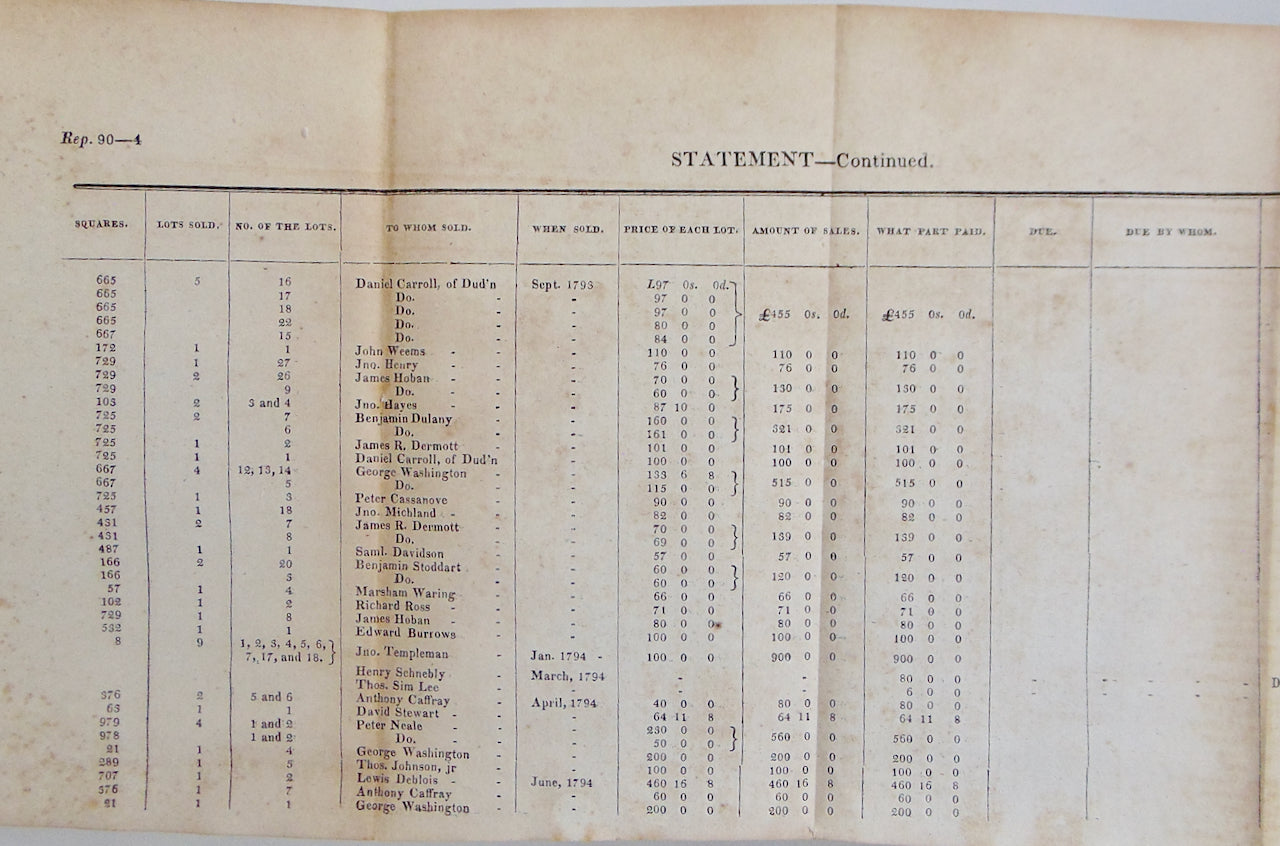 Rep. 90—4
STATEMENT—Continued.
SQUARES. LOTS SOLD. NO. OF THE LOTS. TO WHOM SOLD. WHEN SOLD. PRICE OF EACH LOT. AMOUNT OF SALES. WHAT PART PAID. DUE. DUE BY WHOM.
665 5 16 Daniel Carroll, of Dud'n - Sept. 1793 L97 0s. 0d.
665 17 Do. - - 97 0 0
665 18 Do. - - 97 0 0 £455 0s. 0d. £455 0s. 0d.
665 22 Do. - - 80 0 0
667 15 Do. - - 84 0 0
172 1 1 John Weems - - - 110 0 0 110 0 0 110 0 0
729 1 27 Jno. Henry - - - 76 0 0 76 0 0 76 0 0
729 2 26 James Hoban - - - 70 0 0
729 9 Do. - - 60 0 0 130 0 0 130 0 0
103 2 3 and 4 Jno. Hayes - - - 87 10 0 175 0 0 175 0 0
725 2 7 Benjamin Dulany - - 160 0 0
725 6 Do. - - 161 0 0 321 0 0 321 0 0
725 1 2 James R. Dermott - - 101 0 0 101 0 0 101 0 0
725 1 1 Daniel Carroll, of Dud'n - 100 0 0 100 0 0 100 0 0
667 4 12, 13, 14 George Washington - - 133 6 8
667 5 Do. - - 115 0 0 515 0 0 515 0 0
725 1 3 Peter Cassanove - - 90 0 0 90 0 0 90 0 0
457 1 18 Jno. Michland - - - 82 0 0 82 0 0 82 0 0
431 2 7 James R. Dermott - - 70 0 0
431 8 Do. - - 69 0 0 139 0 0 139 0 0
487 1 1 Saml. Davidson - - 57 0 0 57 0 0 57 0 0
166 2 20 Benjamin Stoddart - - 60 0 0
166 3 Do. - - 60 0 0 120 0 0 120 0 0
57 1 4 Marsham Waring - - 66 0 0 66 0 0 66 0 0
102 1 2 Richard Ross - - - 71 0 0 71 0 0 71 0 0
729 1 8 James Hoban - - - 80 0 0 80 0 0 80 0 0
532 1 1 Edward Burrows - - 100 0 0 100 0 0 100 0 0
8 9 1, 2, 3, 4, 5, 6,
7, 17, and 18. Jno. Templeman - Jan. 1794 - 100 0 0 900 0 0 900 0 0
Henry Schnebly - March, 1794 - - 80 0 0
Thos. Sim Lee - - - - 6 0 0
376 2 5 and 6 Anthony Caffray - April, 1794 40 0 0 80 0 0 80 0 0
63 1 1 David Stewart - - - 64 11 8 64 11 8 64 11 8
979 4 1 and 2 Peter Neale - - - 230 0 0
978 1 and 2 Do. - - 50 0 0 560 0 0 560 0 0
21 1 4 George Washington - - 200 0 0 200 0 0 200 0 0
289 1 5 Thos. Johnson, jr - - 100 0 0 100 0 0 100 0 0
707 1 2 Lewis Deblois - - June, 1794 460 16 8 460 16 8 460 16 8
376 1 7 Anthony Caffray - - 60 0 0 60 0 0 60 0 0
21 1 1 George Washington - - 200 0 0 200 0 0 200 0 0